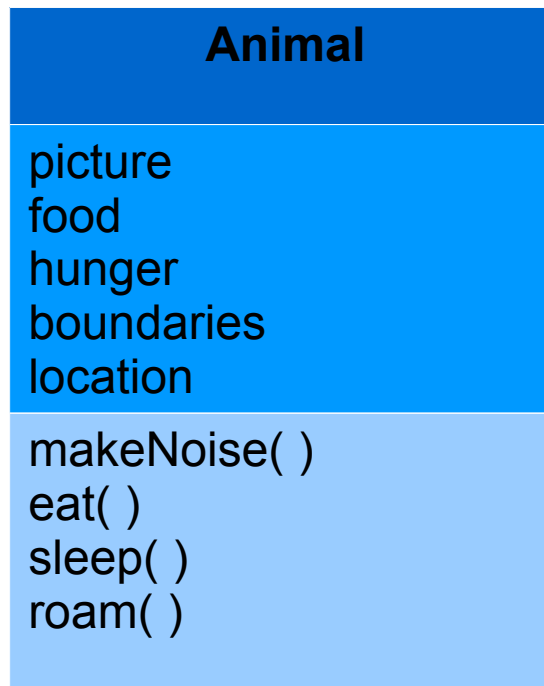 Animal
picture
food
hunger
boundaries
location
makeNoise( )
eat( )
sleep( )
roam( )